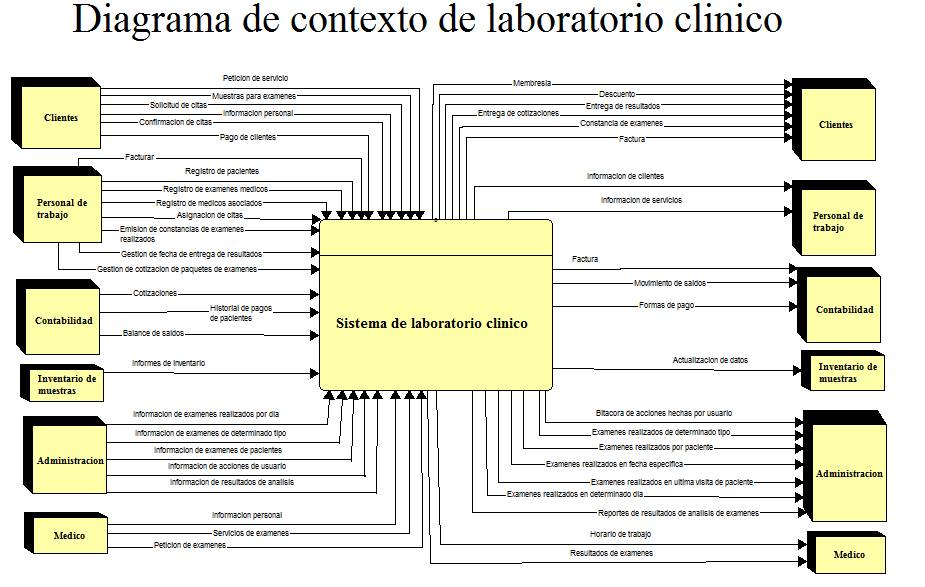 Diagrama de contexto de laboratorio clinico
Peticion de servicio
Muestras para examenes
Solicitud de citas
Informacion personal
Confirmacion de citas
Pago de clientes
Clientes
Facturar
Registro de pacientes
Registro de examenes medicos
Registro de medicos asociados
Asignacion de citas
Emision de constancias de examenes
realizados
Gestion de fecha de entrega de resultados
Gestion de cotizacion de paquetes de examenes
Personal de
trabajo
Cotizaciones
Historial de pagos
de pacientes
Balance de saldos
Contabilidad
Informes de Inventario
Inventario de
muestras
Informacion de examenes realizados por dia
Informacion de examenes de determinado tipo
Informacion de examenes de pacientes
Informacion de acciones de usuario
Informacion de resultados de analisis
Administracion
Informacion personal
Servicios de examenes
Peticion de examenes
Medico
Sistema de laboratorio clinico
Membresia
Descuento
Entrega de resultados
Entrega de cotizaciones
Constancia de examenes
Factura
Clientes
Informacion de clientes
Informacion de servicios
Personal de
trabajo
Factura
Movimiento de saldos
Formas de pago
Contabilidad
Actualizacion de datos
Inventario de
muestras
Bitacora de acciones hechas por usuario
Examenes realizados de determinado tipo
Examenes realizados por paciente
Examenes realizados en fecha especifica
Examenes realizados en ultima visita de paciente
Examenes realizados en determinado dia
Reportes de resultados de analisis de examenes
Administracion
Horario de trabajo
Resultados de examenes
Medico